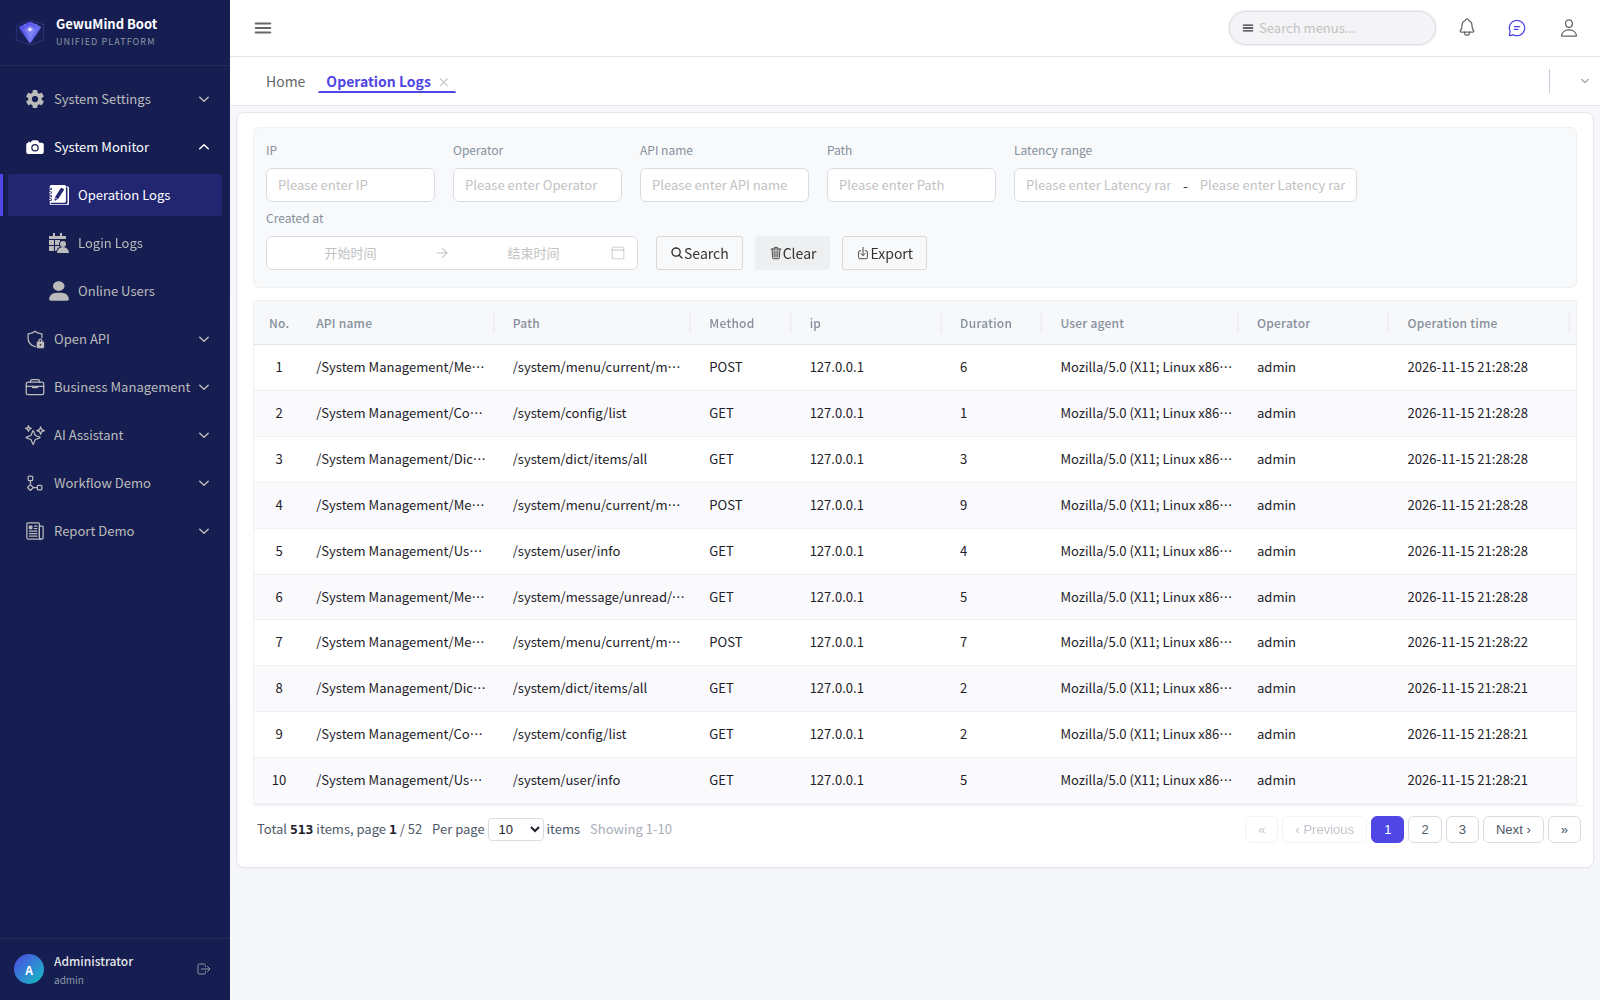 GewuMind Boot
UNIFIED PLATFORM
System Settings
System Monitor
Operation Logs
Login Logs
Online Users
Open API
Business Management
AI Assistant
Workflow Demo
Report Demo
A
Administrator
admin
Search menus...
Home
Operation Logs
IP
Operator
API name
Path
Latency range
Please enter IP
Please enter Operator
Please enter API name
Please enter Path
Please enter Latency rar - Please enter Latency rar
Created at
开始时间 结束时间
Search
Clear
Export
No. API name Path Method ip Duration User agent Operator Operation time
1 /System Management/Me··· /system/menu/current/m··· POST 127.0.0.1 6 Mozilla/5.0 (X11; Linux x86··· admin 2026-11-15 21:28:28
2 /System Management/Co··· /system/config/list GET 127.0.0.1 1 Mozilla/5.0 (X11; Linux x86··· admin 2026-11-15 21:28:28
3 /System Management/Dic··· /system/dict/items/all GET 127.0.0.1 3 Mozilla/5.0 (X11; Linux x86··· admin 2026-11-15 21:28:28
4 /System Management/Me··· /system/menu/current/m··· POST 127.0.0.1 9 Mozilla/5.0 (X11; Linux x86··· admin 2026-11-15 21:28:28
5 /System Management/Us··· /system/user/info GET 127.0.0.1 4 Mozilla/5.0 (X11; Linux x86··· admin 2026-11-15 21:28:28
6 /System Management/Me··· /system/message/unread/··· GET 127.0.0.1 5 Mozilla/5.0 (X11; Linux x86··· admin 2026-11-15 21:28:28
7 /System Management/Me··· /system/menu/current/m··· POST 127.0.0.1 7 Mozilla/5.0 (X11; Linux x86··· admin 2026-11-15 21:28:22
8 /System Management/Dic··· /system/dict/items/all GET 127.0.0.1 2 Mozilla/5.0 (X11; Linux x86··· admin 2026-11-15 21:28:21
9 /System Management/Co··· /system/config/list GET 127.0.0.1 2 Mozilla/5.0 (X11; Linux x86··· admin 2026-11-15 21:28:21
10 /System Management/Us··· /system/user/info GET 127.0.0.1 5 Mozilla/5.0 (X11; Linux x86··· admin 2026-11-15 21:28:21
Total 513 items, page 1 / 52 Per page 10 items Showing 1-10
« ‹ Previous 1 2 3 Next › »